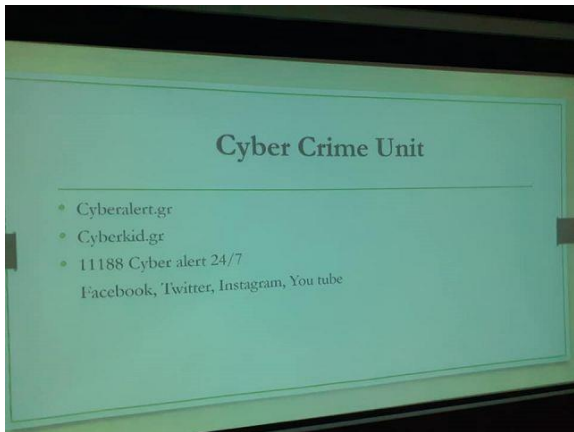 Cyber Crime Unit
Cyberalert.gr
Cyberkid.gr
11188 Cyber alert 24/7
Facebook, Twitter, Instagram, You tube